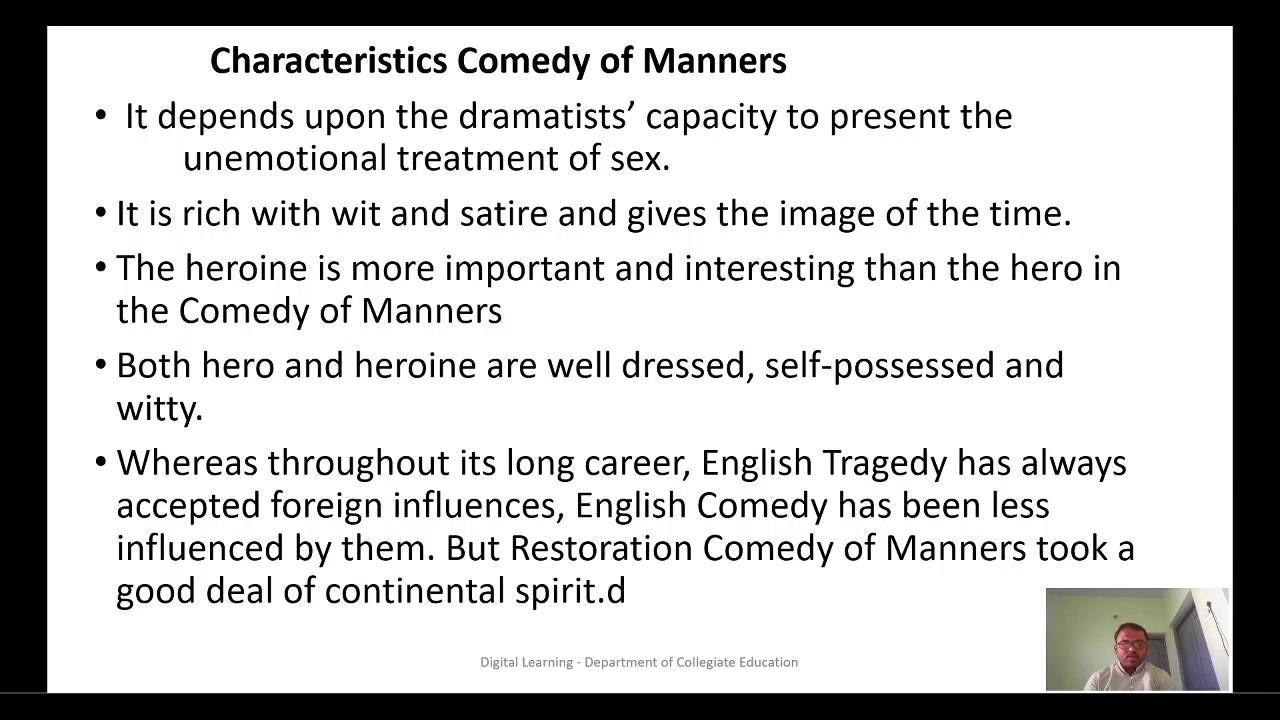 Characteristics Comedy of Manners
• It depends upon the dramatists’ capacity to present the
unemotional treatment of sex.
• It is rich with wit and satire and gives the image of the time.
• The heroine is more important and interesting than the hero in
the Comedy of Manners
• Both hero and heroine are well dressed, self-possessed and
witty.
• Whereas throughout its long career, English Tragedy has always
accepted foreign influences, English Comedy has been less
influenced by them. But Restoration Comedy of Manners took a
good deal of continental spirit.d
Digital Learning - Department of Collegiate Education